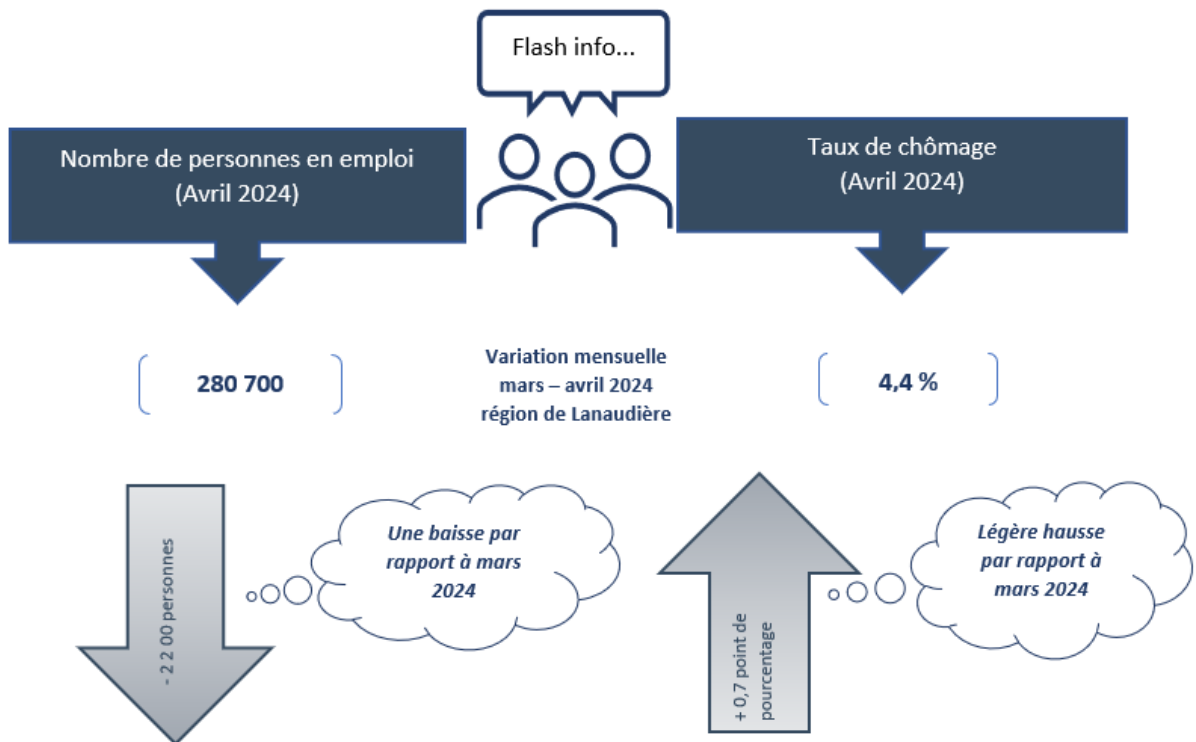 Flash info...
Nombre de personnes en emploi
(Avril 2024)
Taux de chômage
(Avril 2024)
280 700
Variation mensuelle
mars – avril 2024
région de Lanaudière
4,4 %
- 2 2 00 personnes
Une baisse par
rapport à mars
2024
+ 0,7 point de
pourcentage
Légère hausse
par rapport à
mars 2024